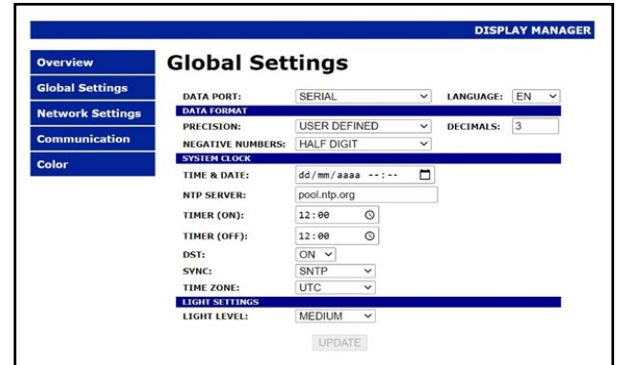 DISPLAY MANAGER
Overview
Global Settings
Network Settings
Communication
Color
Global Settings
DATA PORT: SERIAL LANGUAGE: EN
DATA FORMAT
PRECISION: USER DEFINED DECIMALS: 3
NEGATIVE NUMBERS: HALF DIGIT
SYSTEM CLOCK
TIME & DATE: dd/mm/aaaa --:--
NTP SERVER: pool.ntp.org
TIMER (ON): 12:00
TIMER (OFF): 12:00
DST: ON
SYNC: SNTP
TIME ZONE: UTC
LIGHT SETTINGS
LIGHT LEVEL: MEDIUM
UPDATE